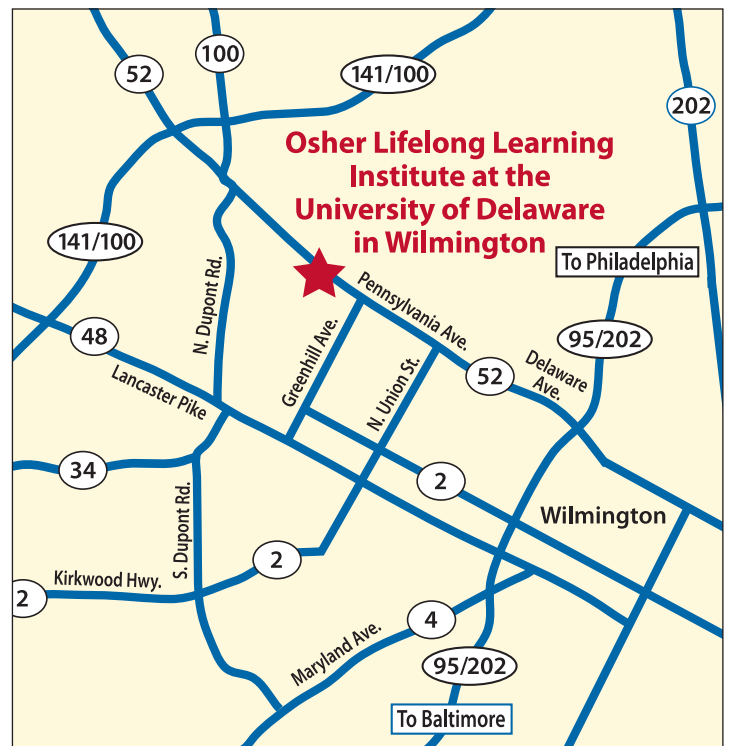 100
52
141/100
202
Osher Lifelong Learning
Institute at the
University of Delaware
in Wilmington
141/100
To Philadelphia
N. Dupont Rd.
Pennsylvania Ave.
48
Greenhill Ave.
95/202
Lancaster Pike
N. Union St.
52
Delaware
Ave.
34
2
S. Dupont Rd.
Wilmington
2
Kirkwood Hwy.
2
4
Maryland Ave.
95/202
To Baltimore